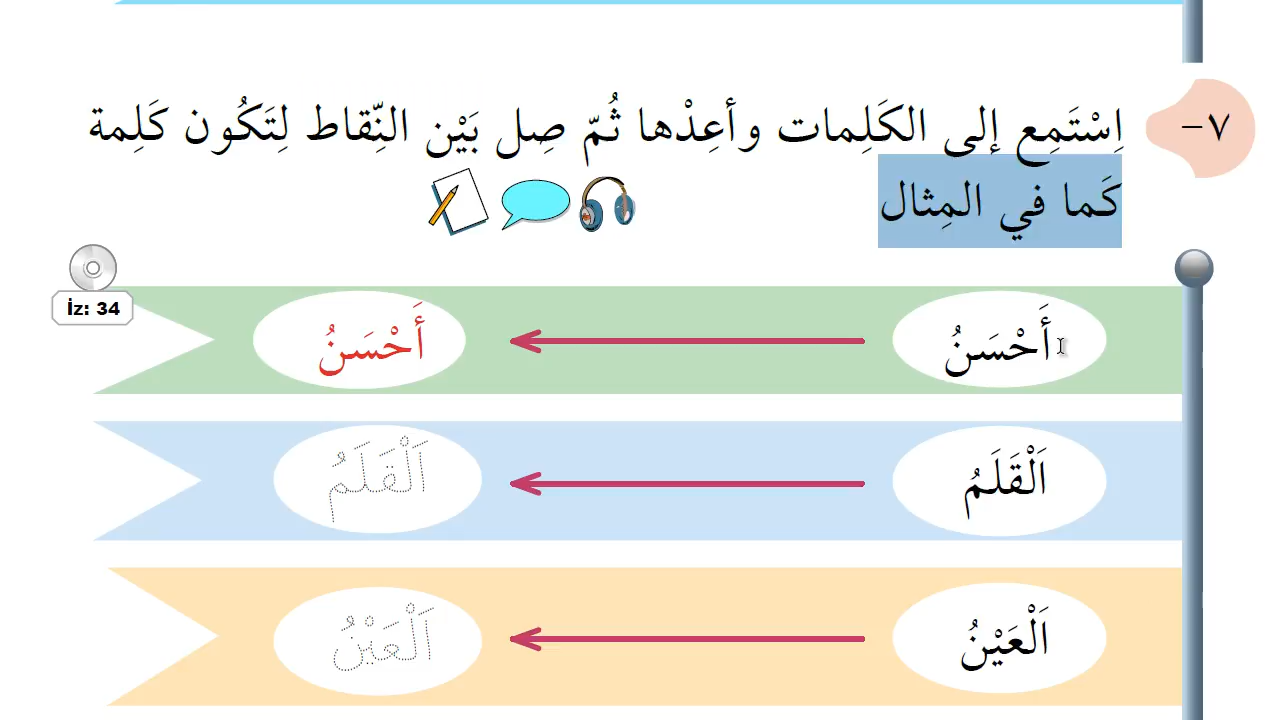 ٧-
اِسْتَمِع إلى الكَلِمات وأعِدْها ثُمّ صِل بَيْن النِّقاط لِتَكُون كَلِمة
كَما في المِثال
İz: 34
أَحْسَنُ
أَحْسَنُ
اَلْقَلَمُ
اَلْقَلَمُ
اَلْعَيْنُ
اَلْعَيْنُ